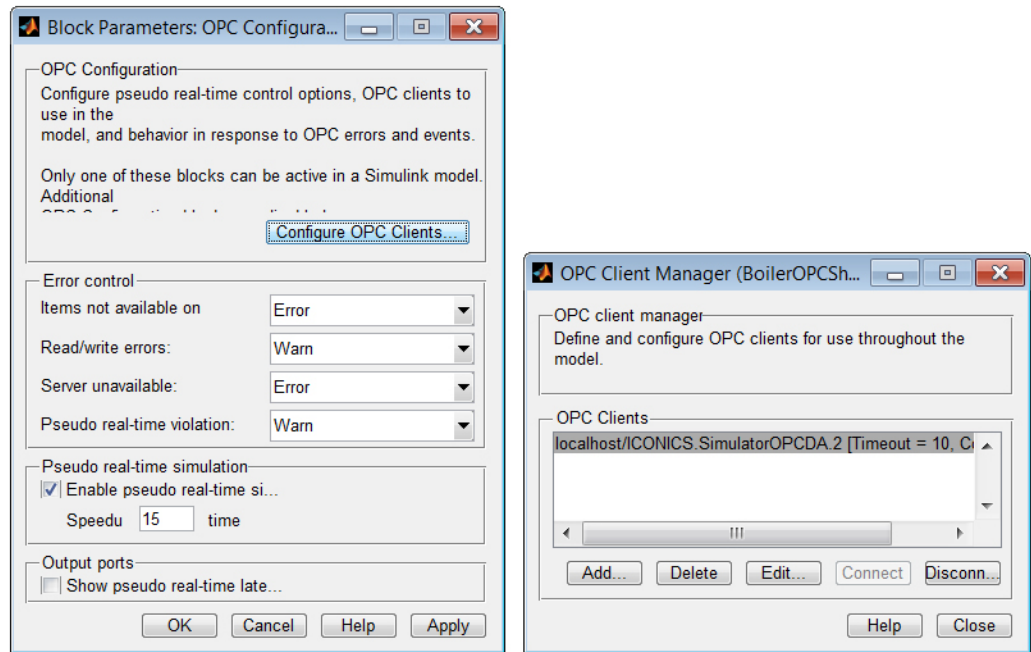 Block Parameters: OPC Configura...
OPC Configuration
Configure pseudo real-time control options, OPC clients to
use in the
model, and behavior in response to OPC errors and events.
Only one of these blocks can be active in a Simulink model.
Additional
Configure OPC Clients...
Error control
Items not available on
Error
Read/write errors:
Warn
Server unavailable:
Error
Pseudo real-time violation:
Warn
Pseudo real-time simulation
Enable pseudo real-time si...
Speedu 15 time
Output ports
Show pseudo real-time late...
OK Cancel Help Apply
OPC Client Manager (BoilerOPCSh...
OPC client manager
Define and configure OPC clients for use throughout the
model.
OPC Clients
localhost/ICONICS.SimulatorOPCDA.2 [Timeout = 10, C
Add... Delete Edit... Connect Disconn...
Help Close